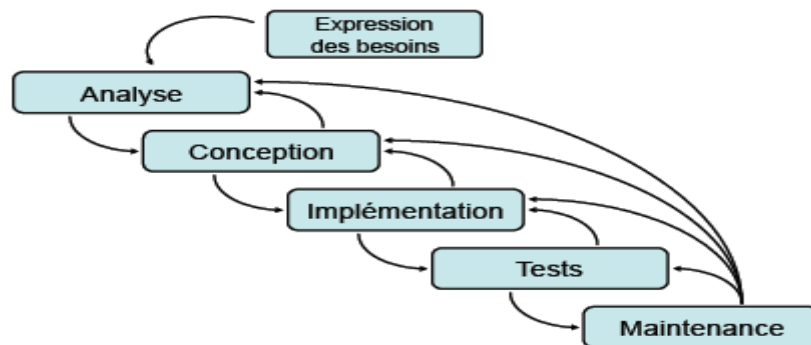 Expression
des besoins
Analyse
Conception
Implémentation
Tests
Maintenance